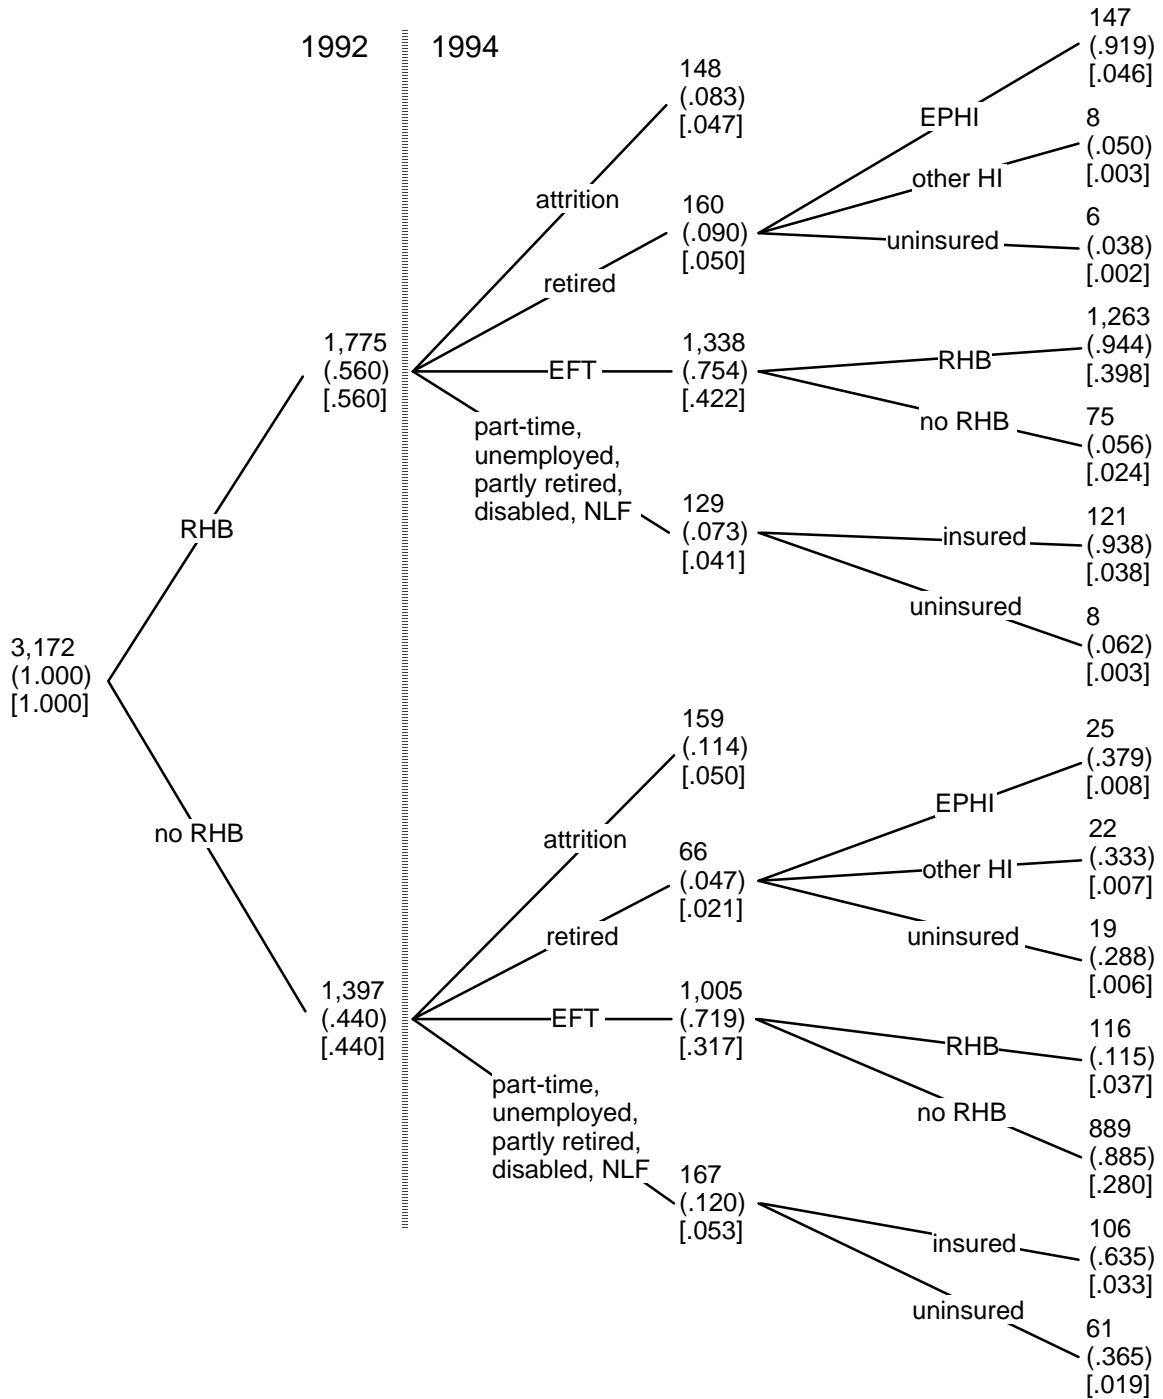 1992
1994
3,172
(1.000)
[1.000]
RHB
no RHB
1,775
(.560)
[.560]
attrition
retired
EFT
part-time,
unemployed,
partly retired,
disabled, NLF
148
(.083)
[.047]
160
(.090)
[.050]
EPHI
other HI
uninsured
147
(.919)
[.046]
8
(.050)
[.003]
6
(.038)
[.002]
1,338
(.754)
[.422]
RHB
no RHB
1,263
(.944)
[.398]
75
(.056)
[.024]
129
(.073)
[.041]
insured
uninsured
121
(.938)
[.038]
8
(.062)
[.003]
1,397
(.440)
[.440]
attrition
retired
EFT
part-time,
unemployed,
partly retired,
disabled, NLF
159
(.114)
[.050]
66
(.047)
[.021]
EPHI
other HI
uninsured
25
(.379)
[.008]
22
(.333)
[.007]
19
(.288)
[.006]
1,005
(.719)
[.317]
RHB
no RHB
116
(.115)
[.037]
889
(.885)
[.280]
167
(.120)
[.053]
insured
uninsured
106
(.635)
[.033]
61
(.365)
[.019]